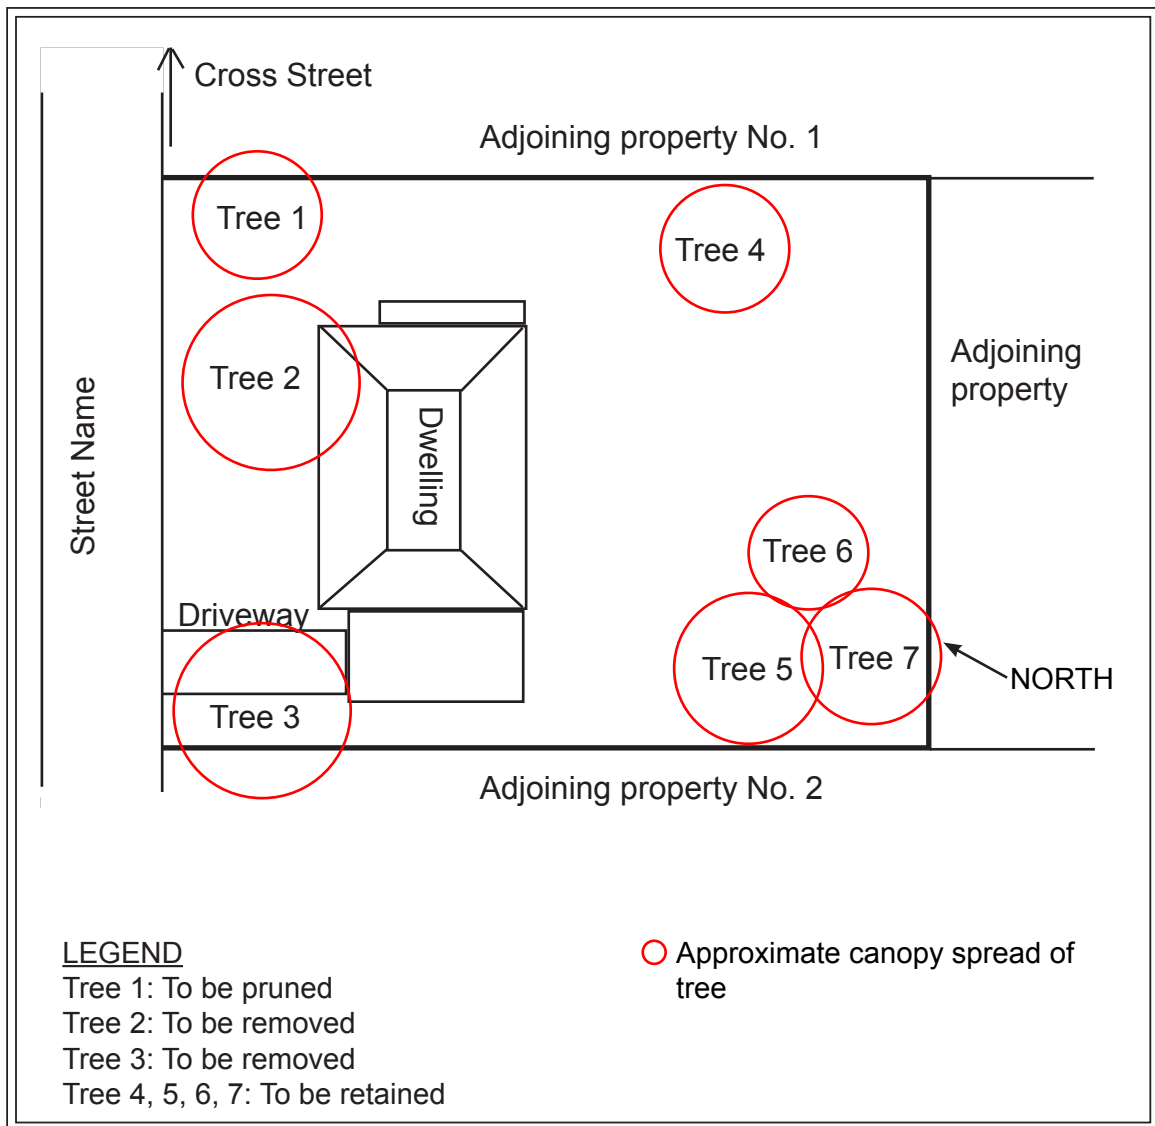 Cross Street
Adjoining property No. 1
Tree 1
Tree 4
Tree 2
Adjoining
property
Street Name
Dwelling
Tree 6
Driveway
Tree 5
Tree 7
NORTH
Tree 3
Adjoining property No. 2
LEGEND
Tree 1: To be pruned
Tree 2: To be removed
Tree 3: To be removed
Tree 4, 5, 6, 7: To be retained
Approximate canopy spread of
tree